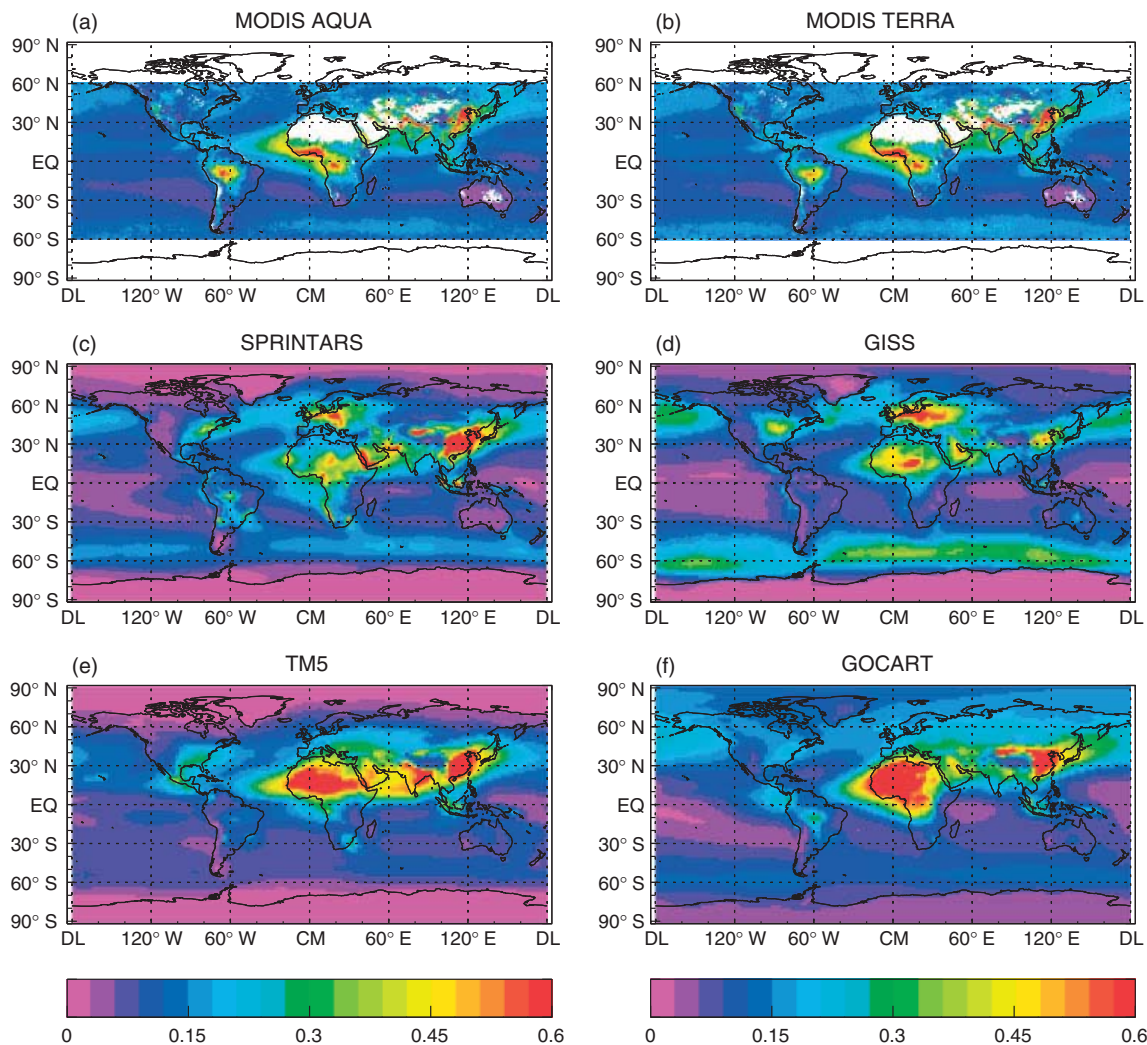 (a) MODIS AQUA
90° N
60° N
30° N
EQ
30° S
60° S
90° S
DL 120° W 60° W CM 60° E 120° E DL
(b) MODIS TERRA
90° N
60° N
30° N
EQ
30° S
60° S
90° S
DL 120° W 60° W CM 60° E 120° E DL
(c) SPRINTARS
90° N
60° N
30° N
EQ
30° S
60° S
90° S
DL 120° W 60° W CM 60° E 120° E DL
(d) GISS
90° N
60° N
30° N
EQ
30° S
60° S
90° S
DL 120° W 60° W CM 60° E 120° E DL
(e) TM5
90° N
60° N
30° N
EQ
30° S
60° S
90° S
DL 120° W 60° W CM 60° E 120° E DL
(f) GOCART
90° N
60° N
30° N
EQ
30° S
60° S
90° S
DL 120° W 60° W CM 60° E 120° E DL
0 0.15 0.3 0.45 0.6
0 0.15 0.3 0.45 0.6